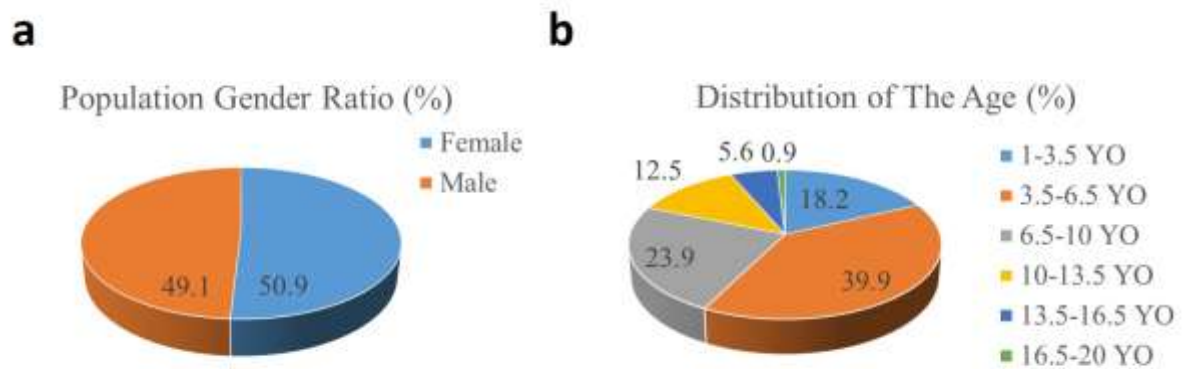 a
Population Gender Ratio (%)
Female
Male
49.1
50.9
b
Distribution of The Age (%)
5.6 0.9
12.5
18.2
23.9
39.9
1-3.5 YO
3.5-6.5 YO
6.5-10 YO
10-13.5 YO
13.5-16.5 YO
16.5-20 YO